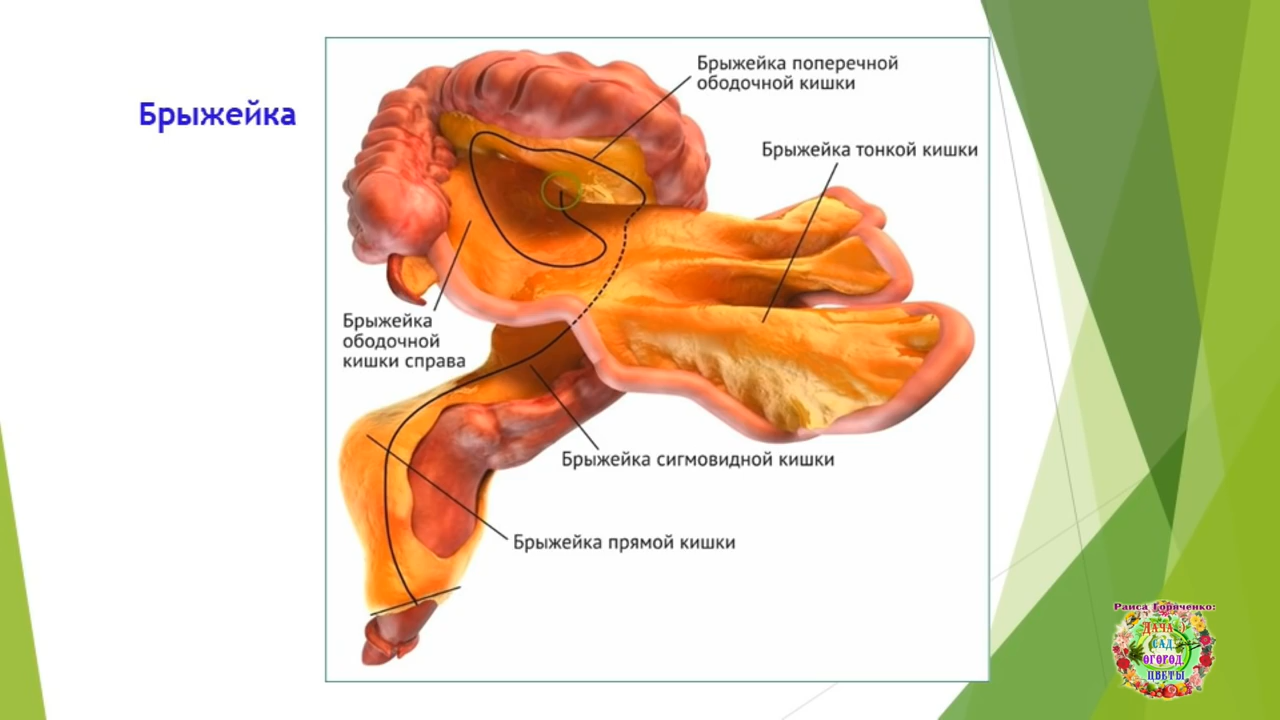 Брыжейка
Брыжейка поперечной
ободочной кишки
Брыжейка тонкой кишки
Брыжейка
ободочной
кишки справа
Брыжейка сигмовидной кишки
Брыжейка прямой кишки
Раиса Горяченко:
Дача
сад,
огород,
цветы